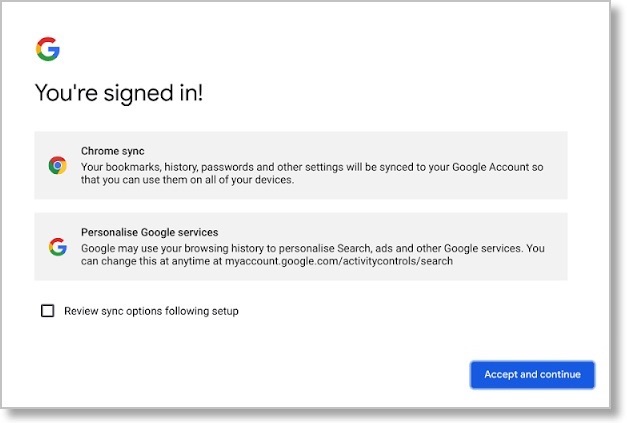 You're signed in!
Chrome sync
Your bookmarks, history, passwords and other settings will be synced to your Google Account so
that you can use them on all of your devices.
Personalise Google services
Google may use your browsing history to personalise Search, ads and other Google services. You
can change this at anytime at myaccount.google.com/activitycontrols/search
Review sync options following setup
Accept and continue